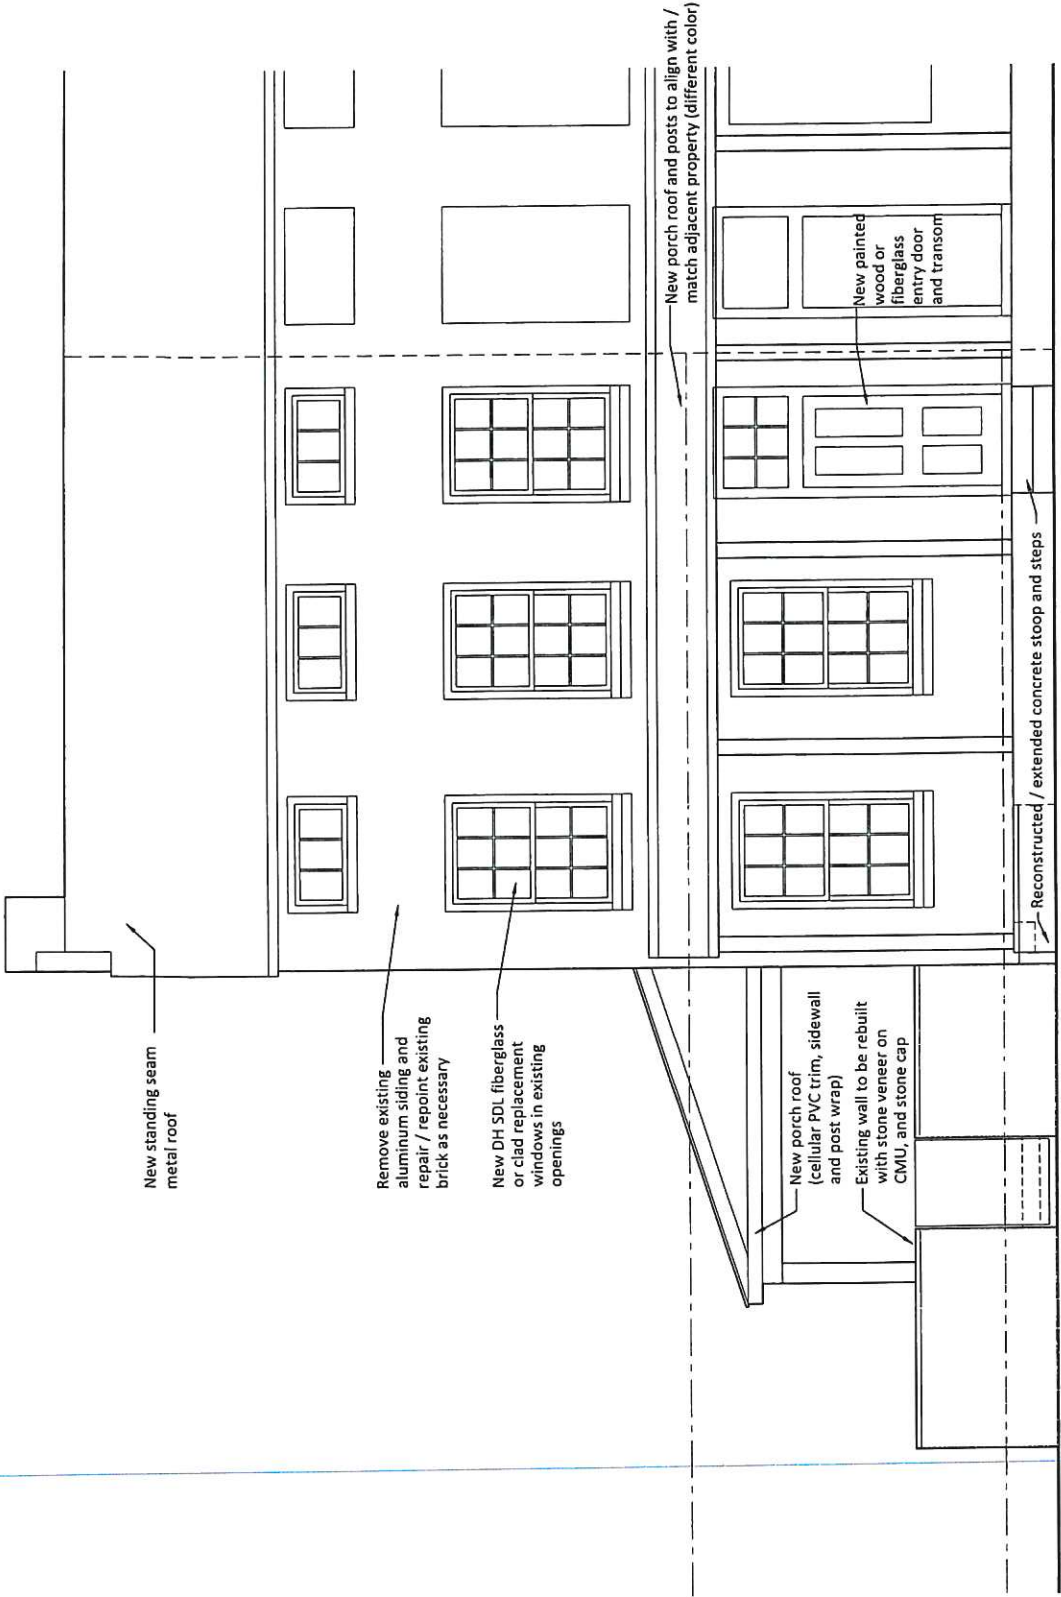 New standing seam
metal roof
Remove existing
aluminum siding and
repair / repoint existing
brick as necessary
New DH SDL fiberglass
or clad replacement
windows in existing
openings
New porch roof
(cellular PVC trim, sidewall
and post wrap)
Existing wall to be rebuilt
with stone veneer on
CMU, and stone cap
Reconstructed / extended concrete stoop and steps
New porch roof and posts to align with /
match adjacent property (different color)
New painted
wood or
fiberglass
entry door
and transom